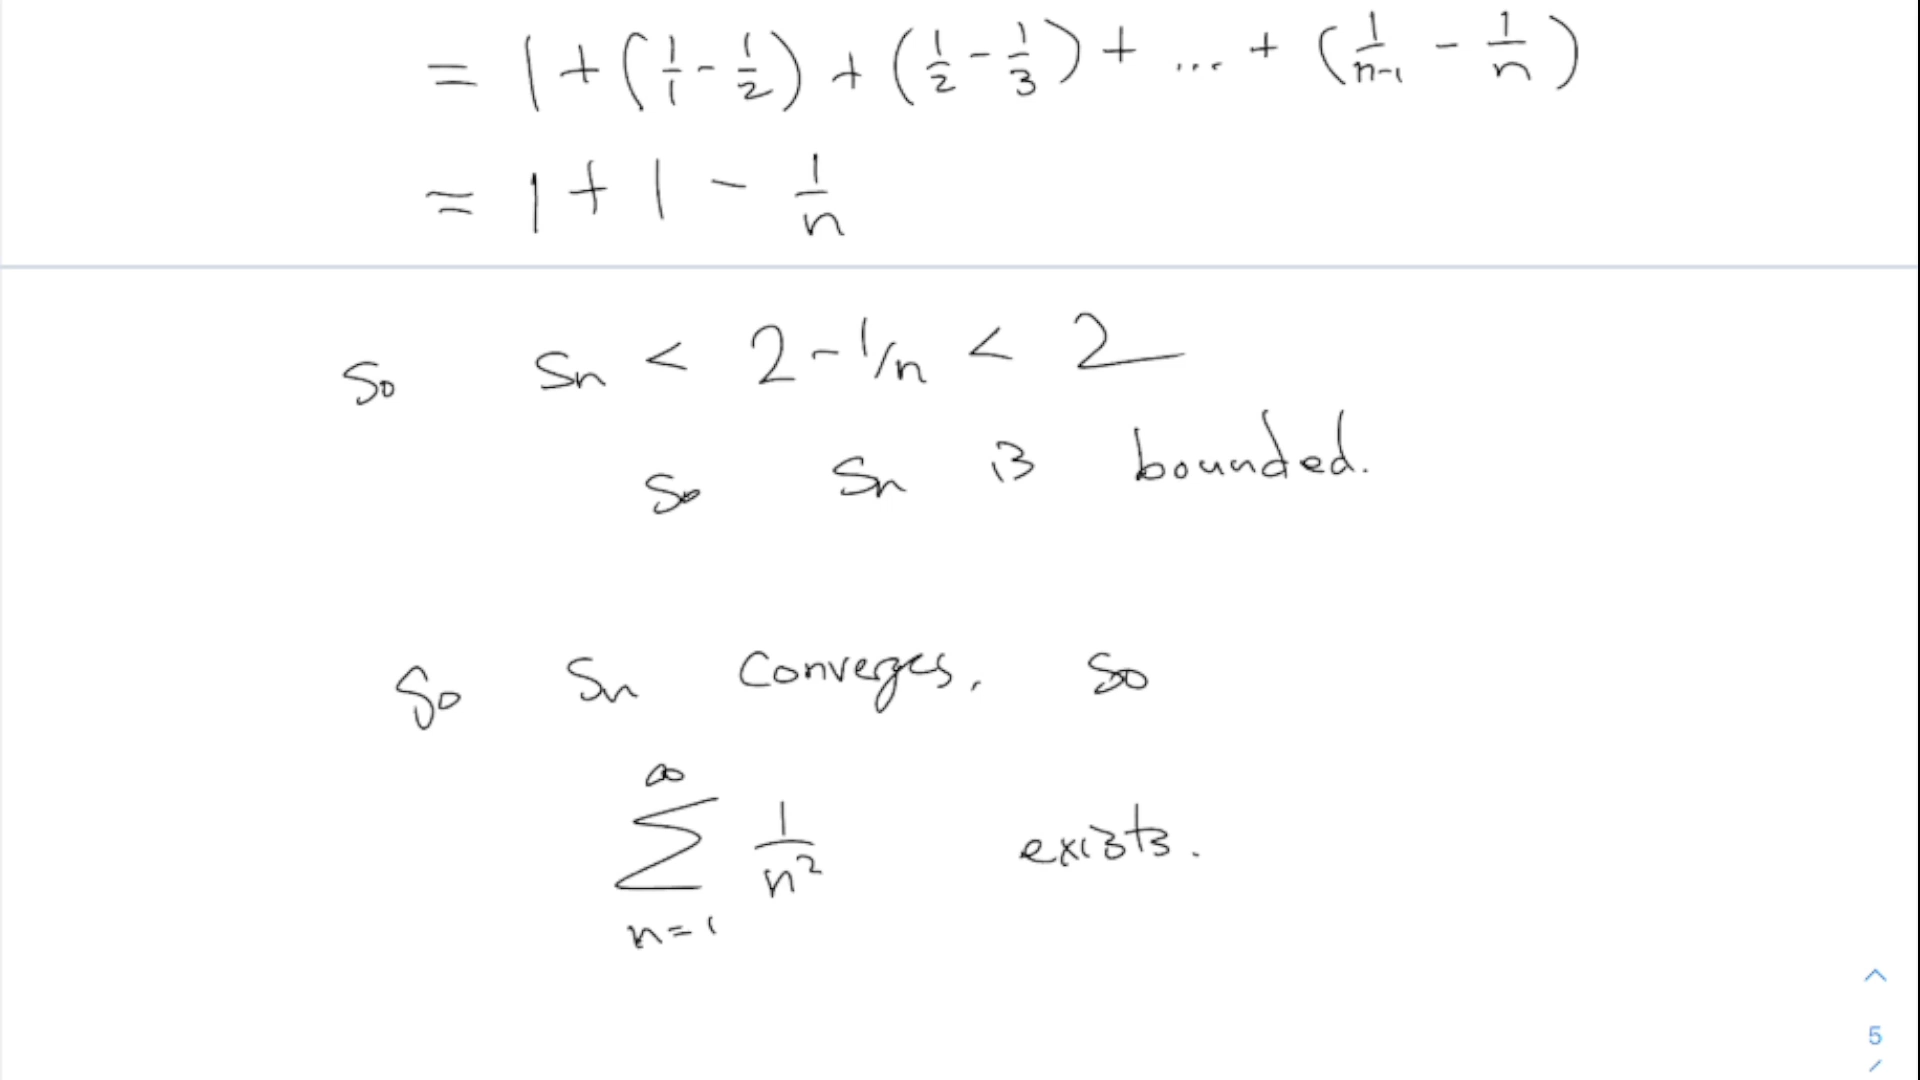 = 1 + (1/1 - 1/2) + (1/2 - 1/3) + ... + (1/n-1 - 1/n)
= 1 + 1 - 1/n
So Sn < 2 - 1/n < 2
So Sn is bounded.
So Sn converges, so
∞
∑ 1/n² exists.
n=1
5